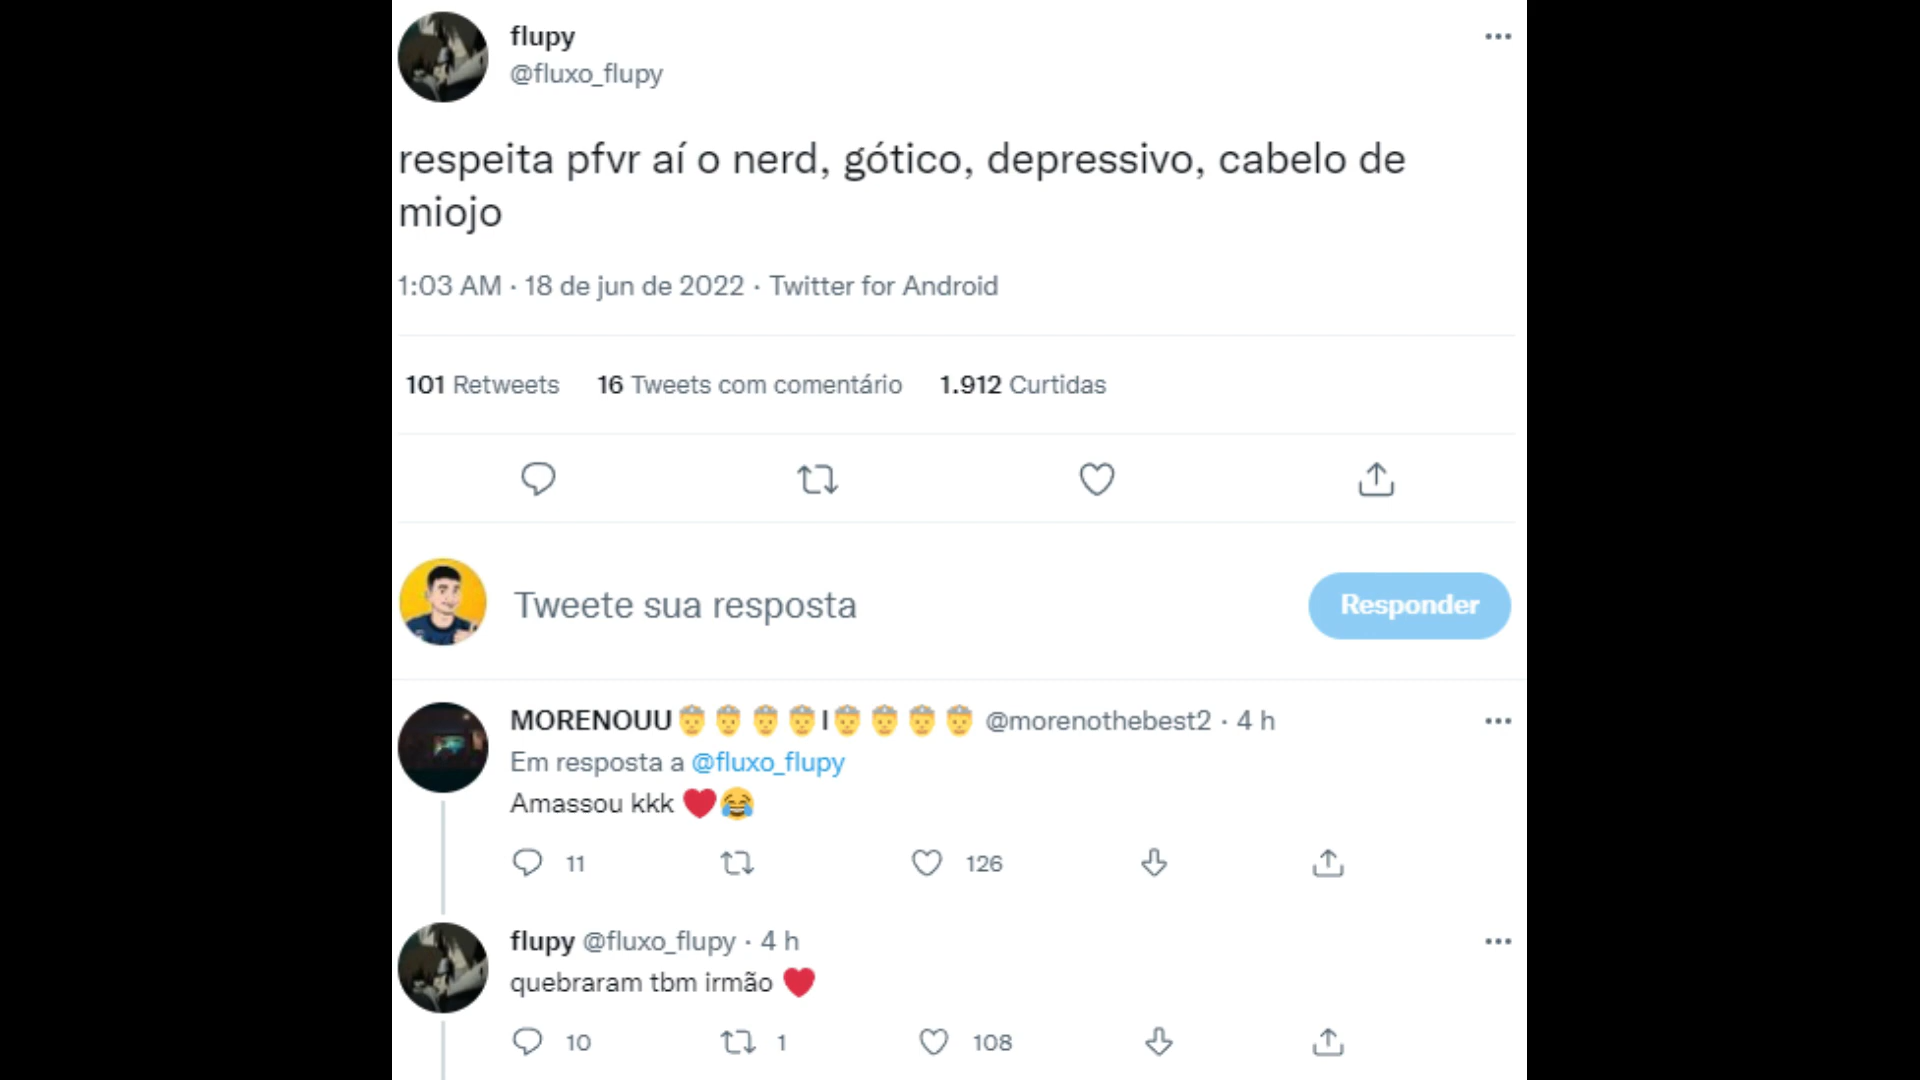 flupy
@fluxo_flupy
respeita pfvr aí o nerd, gótico, depressivo, cabelo de
miojo
1:03 AM · 18 de jun de 2022 · Twitter for Android
101 Retweets 16 Tweets com comentário 1.912 Curtidas
Tweete sua resposta Responder
MORENOUU👳👳👳👳I👳👳👳👳 @morenothebest2 · 4 h
Em resposta a @fluxo_flupy
Amassou kkk ❤️😂
11 126
flupy @fluxo_flupy · 4 h
quebraram tbm irmão ❤️
10 1 108